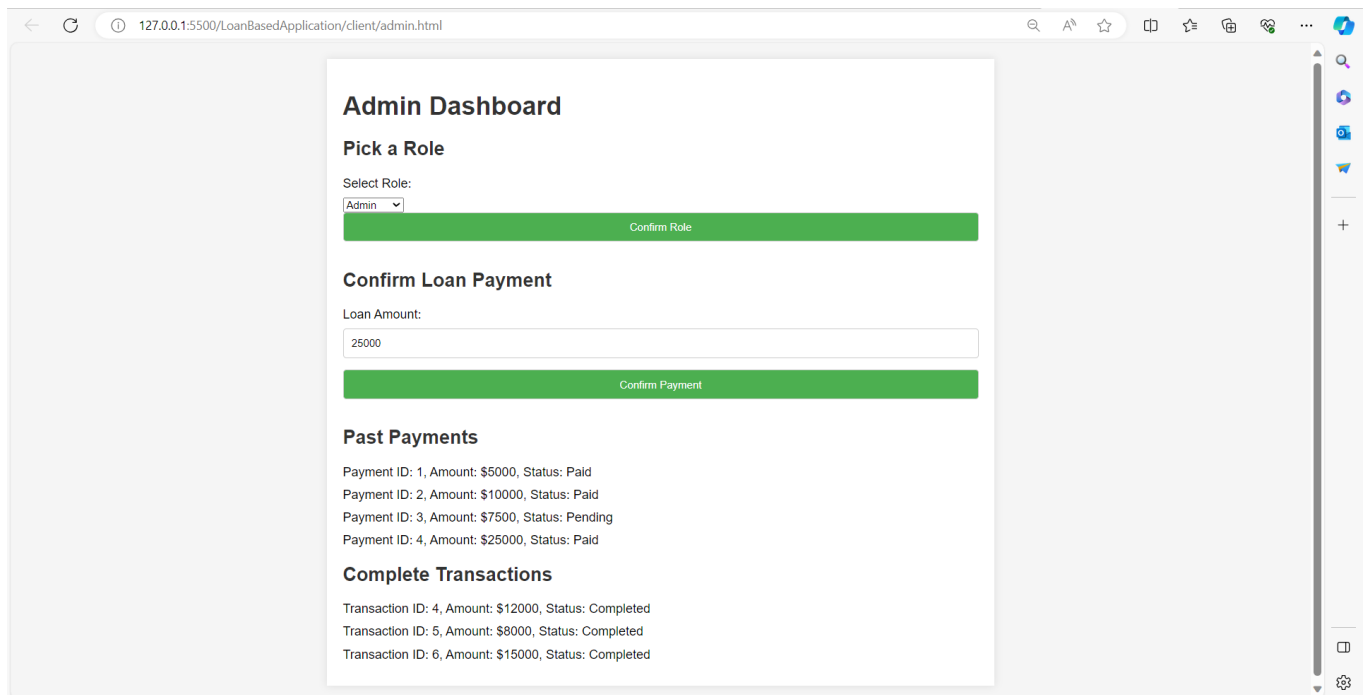 127.0.0.1:5500/LoanBasedApplication/client/admin.html
Admin Dashboard
Pick a Role
Select Role:
Admin
Confirm Role
Confirm Loan Payment
Loan Amount:
25000
Confirm Payment
Past Payments
Payment ID: 1, Amount: $5000, Status: Paid
Payment ID: 2, Amount: $10000, Status: Paid
Payment ID: 3, Amount: $7500, Status: Pending
Payment ID: 4, Amount: $25000, Status: Paid
Complete Transactions
Transaction ID: 4, Amount: $12000, Status: Completed
Transaction ID: 5, Amount: $8000, Status: Completed
Transaction ID: 6, Amount: $15000, Status: Completed